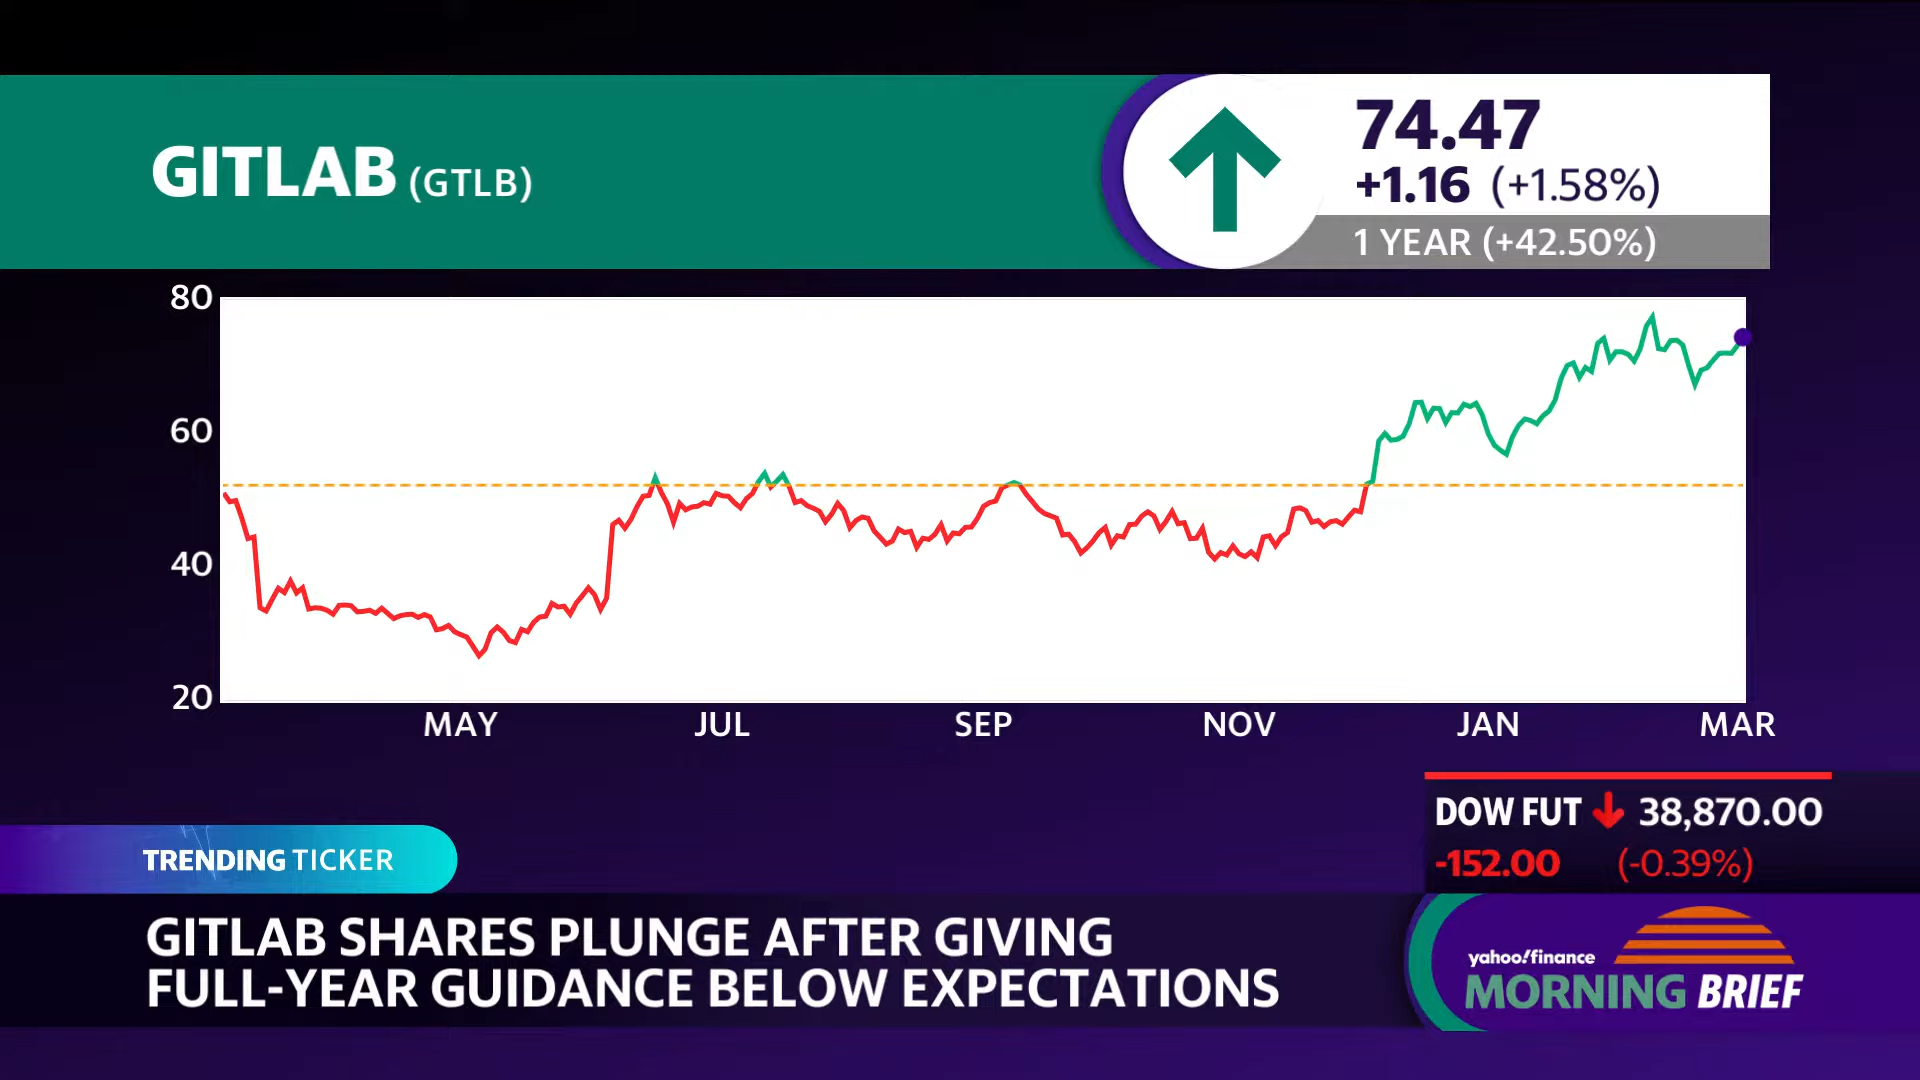 GITLAB (GTLB)
74.47
+1.16 (+1.58%)
1 YEAR (+42.50%)
80
60
40
20
MAY JUL SEP NOV JAN MAR
DOW FUT 38,870.00
-152.00 (-0.39%)
TRENDING TICKER
GITLAB SHARES PLUNGE AFTER GIVING
FULL-YEAR GUIDANCE BELOW EXPECTATIONS
yahoo!finance
MORNING BRIEF